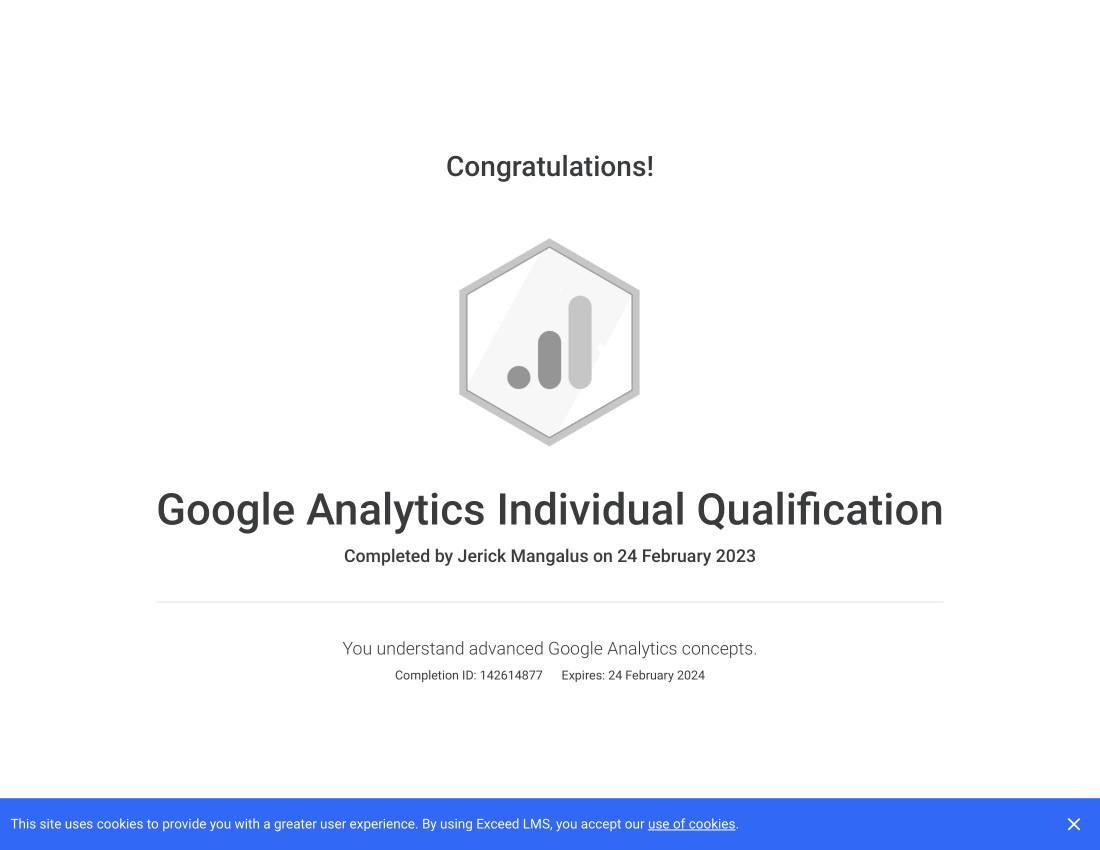 Congratulations!
Google Analytics Individual Qualification
Completed by Jerick Mangalus on 24 February 2023
You understand advanced Google Analytics concepts.
Completion ID: 142614877 Expires: 24 February 2024
This site uses cookies to provide you with a greater user experience. By using Exceed LMS, you accept our use of cookies.